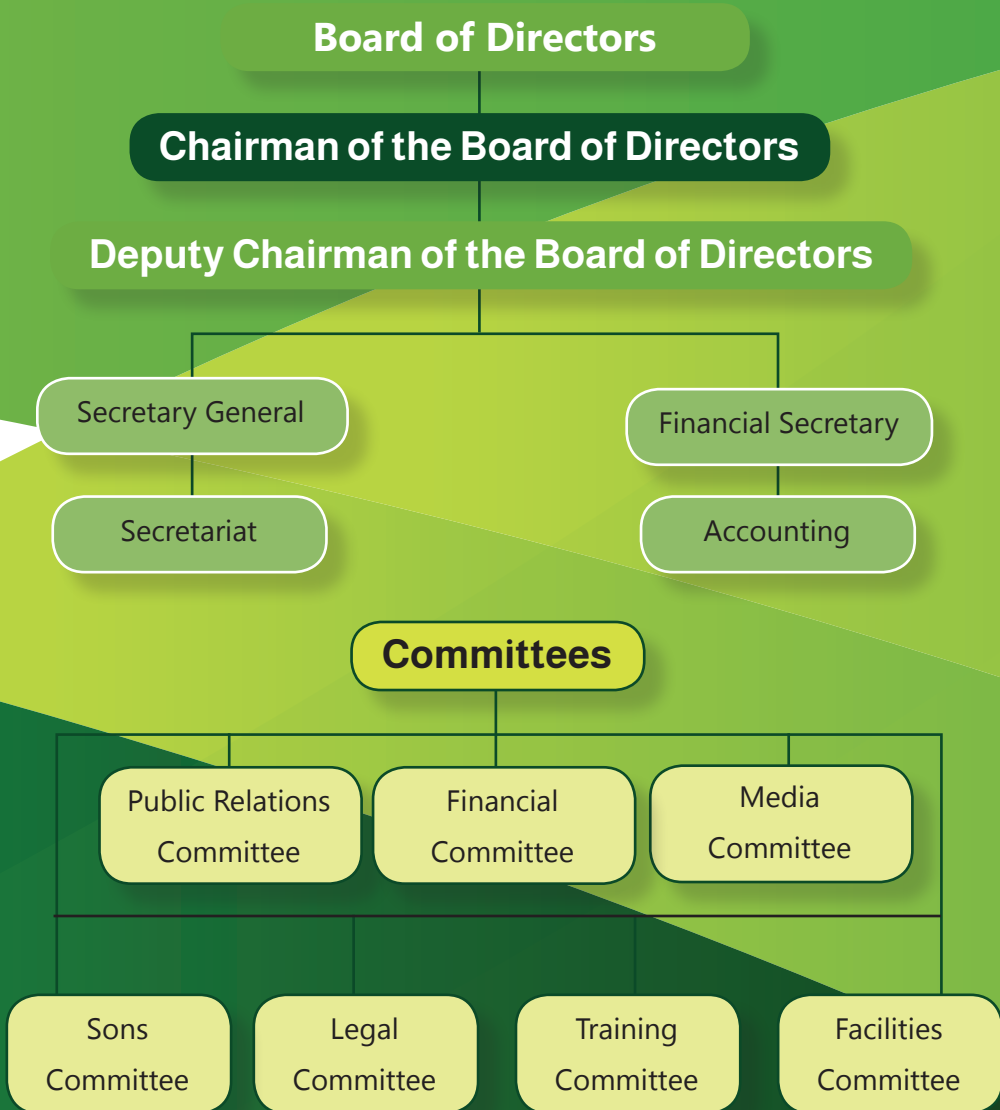 Board of Directors
Chairman of the Board of Directors
Deputy Chairman of the Board of Directors
Secretary General
Financial Secretary
Secretariat
Accounting
Committees
Public Relations
Committee
Financial
Committee
Media
Committee
Sons
Committee
Legal
Committee
Training
Committee
Facilities
Committee